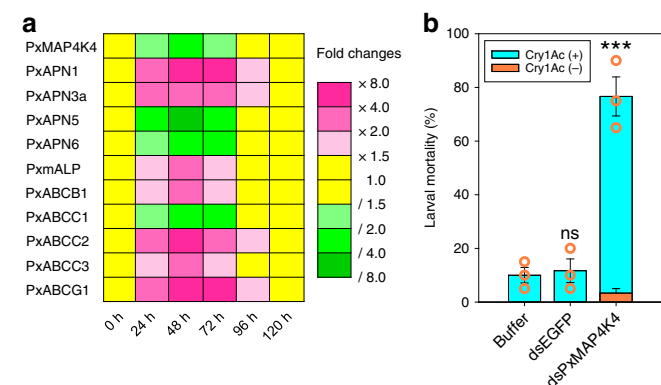 a
PxMAP4K4
PxAPN1
PxAPN3a
PxAPN5
PxAPN6
PxmALP
PxABCB1
PxABCC1
PxABCC2
PxABCC3
PxABCG1
0 h
24 h
48 h
72 h
96 h
120 h
Fold changes
× 8.0
× 4.0
× 2.0
× 1.5
1.0
/ 1.5
/ 2.0
/ 4.0
/ 8.0
b
Larval mortality (%)
100
80
60
40
20
0
Cry1Ac (+)
Cry1Ac (–)
ns
***
Buffer
dsEGFP
dsPxMAP4K4